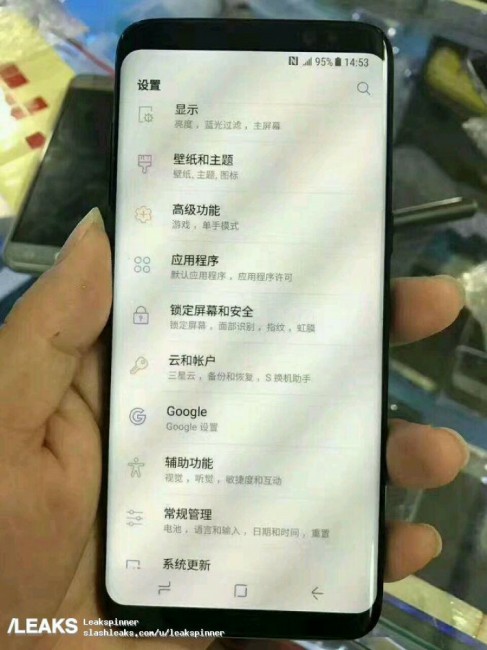 95% 14:53
设置
显示
亮度，蓝光过滤，主屏幕
壁纸和主题
壁纸, 主题, 图标
高级功能
游戏，单手模式
应用程序
默认应用程序，应用程序许可
锁定屏幕和安全
锁定屏幕，面部识别，指纹，虹膜
云和帐户
三星云，备份和恢复，S 换机助手
Google
Google 设置
辅助功能
视觉，听觉，敏捷度和互动
常规管理
电池，语言和输入，日期和时间，重置
系统更新
/LEAKS Leakspinner
slashleaks.com/u/leakspinner